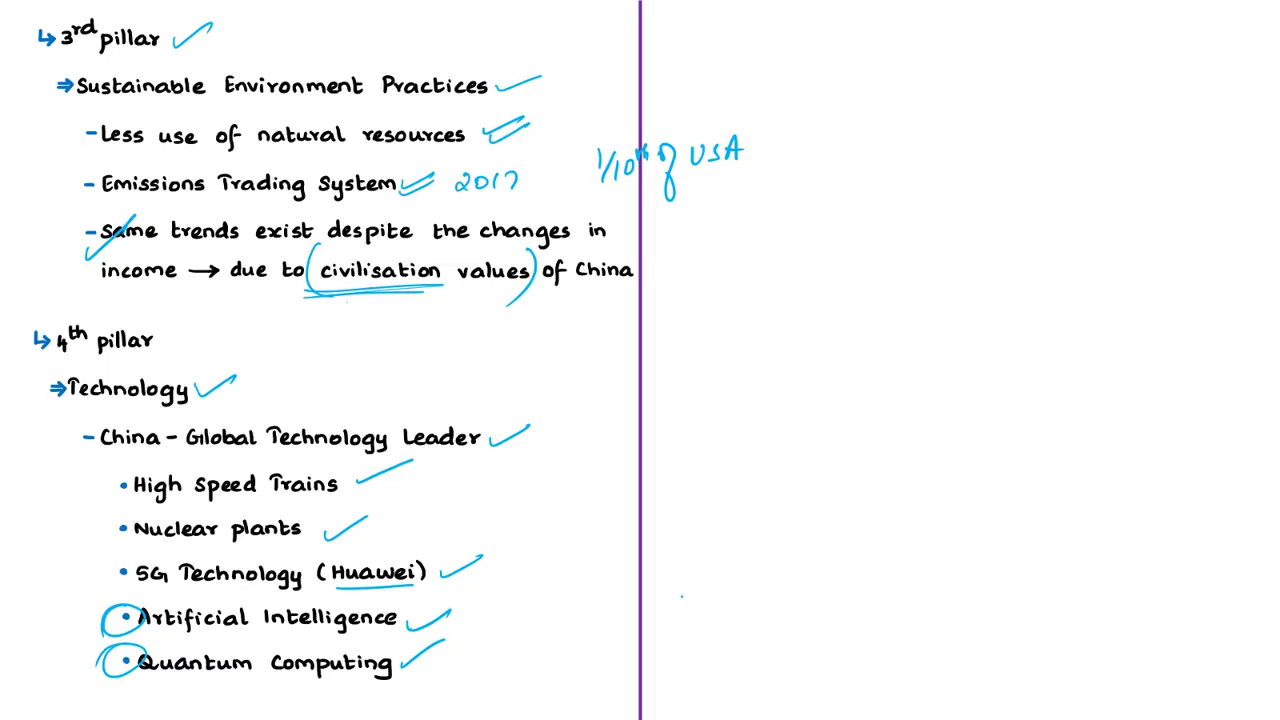 ↳ 3rd pillar
⇒ Sustainable Environment Practices
- Less use of natural resources
1/10th of USA
- Emissions Trading System 2017
- Same trends exist despite the changes in
income → due to (civilisation values) of China
↳ 4th pillar
⇒ Technology
- China - Global Technology Leader
• High Speed Trains
• Nuclear plants
• 5G Technology (Huawei)
• Artificial Intelligence
• Quantum Computing